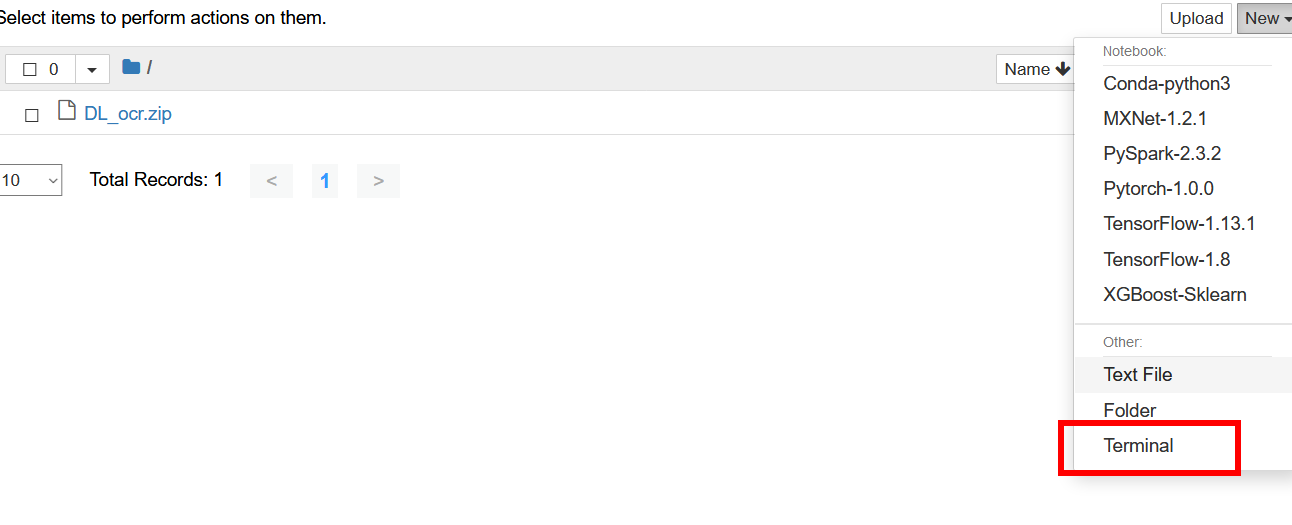 Select items to perform actions on them.
Upload
New
0
/
Name
DL_ocr.zip
10
Total Records: 1
<
1
>
Notebook:
Conda-python3
MXNet-1.2.1
PySpark-2.3.2
Pytorch-1.0.0
TensorFlow-1.13.1
TensorFlow-1.8
XGBoost-Sklearn
Other:
Text File
Folder
Terminal